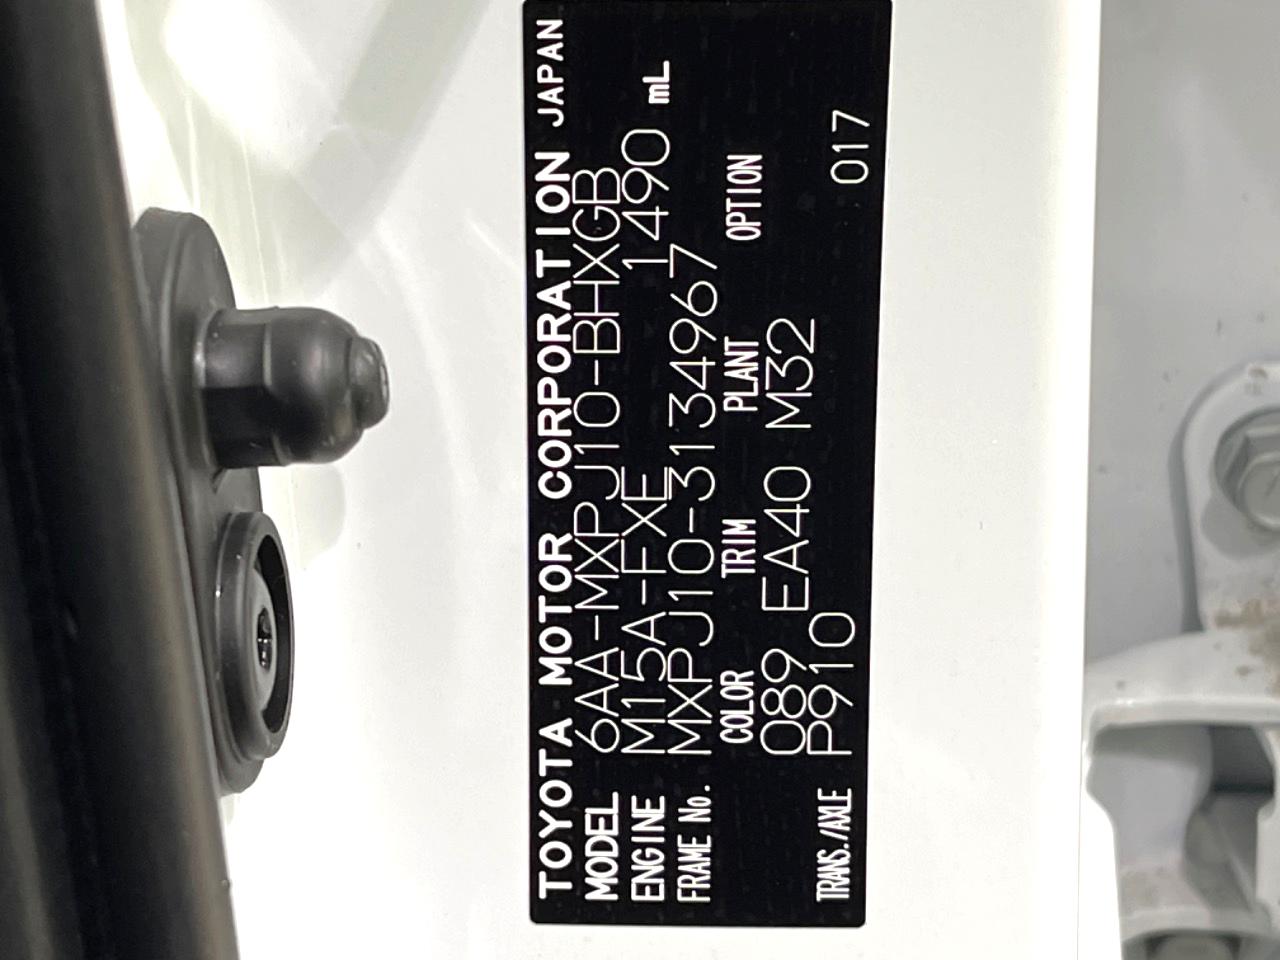 TOYOTA MOTOR CORPORATION JAPAN
MODEL 6AA-MXPJ10-BHXGB
ENGINE M15A-FXE 1490 mL
FRAME No. MXPJ10-3134967
COLOR TRIM PLANT OPTION
089 EA40 M32
TRANS./AXLE P910 017